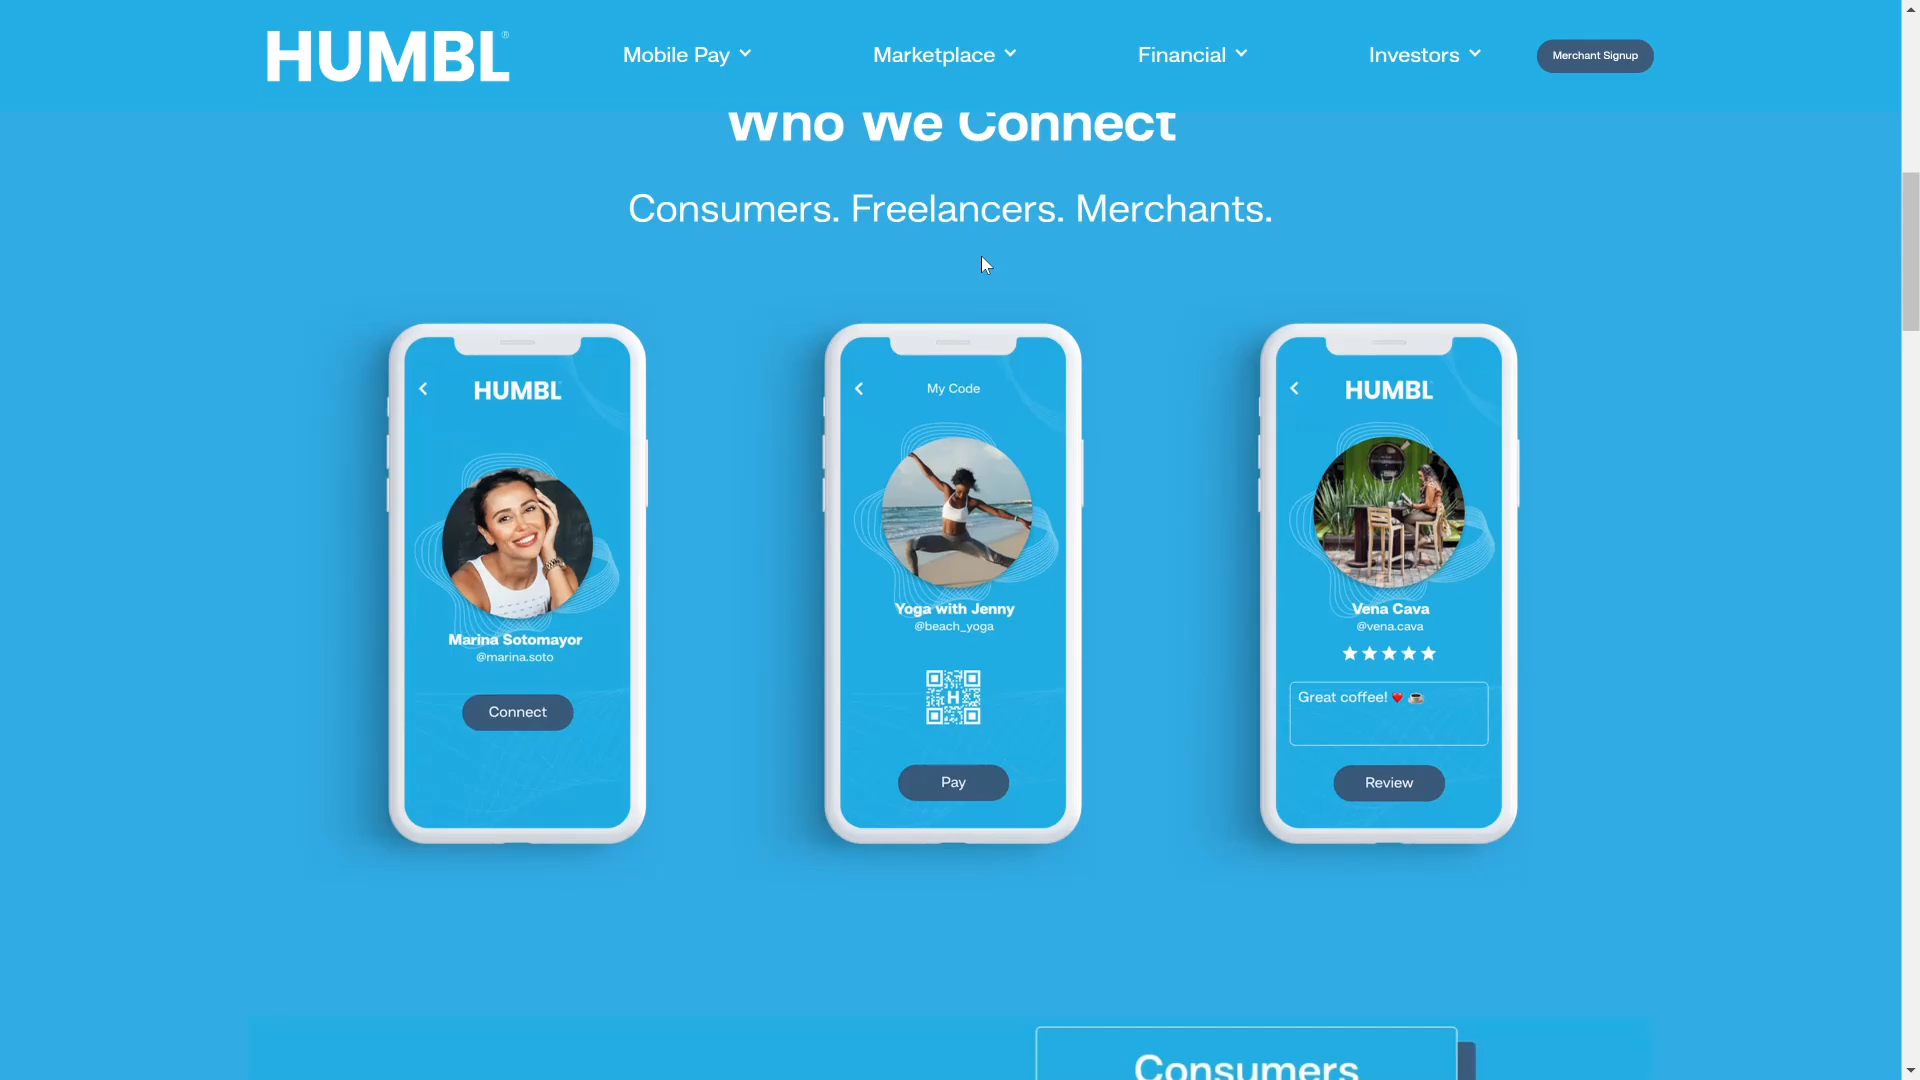 HUMBL®
Mobile Pay
Marketplace
Financial
Investors
Merchant Signup
Who We Connect
Consumers. Freelancers. Merchants.
HUMBL
Marina Sotomayor
@marina.soto
Connect
My Code
Yoga with Jenny
@beach_yoga
H
Pay
HUMBL
Vena Cava
@vena.cava
Great coffee! ❤️ ☕
Review
Consumers